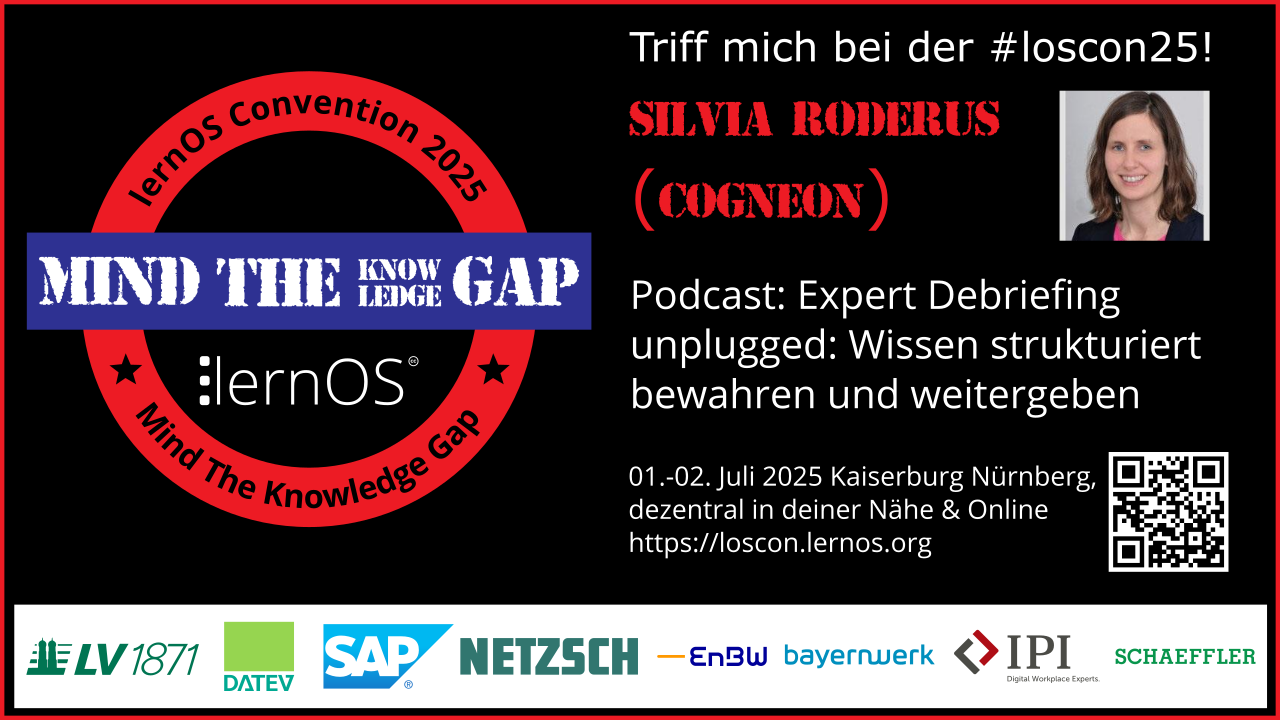 lernOS Convention 2025
MIND THE KNOWLEDGE GAP
lernOS
Mind The Knowledge Gap
Triff mich bei der #loscon25!
SILVIA RODERUS
(COGNEON)
Podcast: Expert Debriefing
unplugged: Wissen strukturiert
bewahren und weitergeben
01.-02. Juli 2025 Kaiserburg Nürnberg,
dezentral in deiner Nähe & Online
https://loscon.lernos.org
LV 1871
DATEV
SAP®
NETZSCH
EnBW
bayernwerk
IPI
Digital Workplace Experts.
SCHAEFFLER